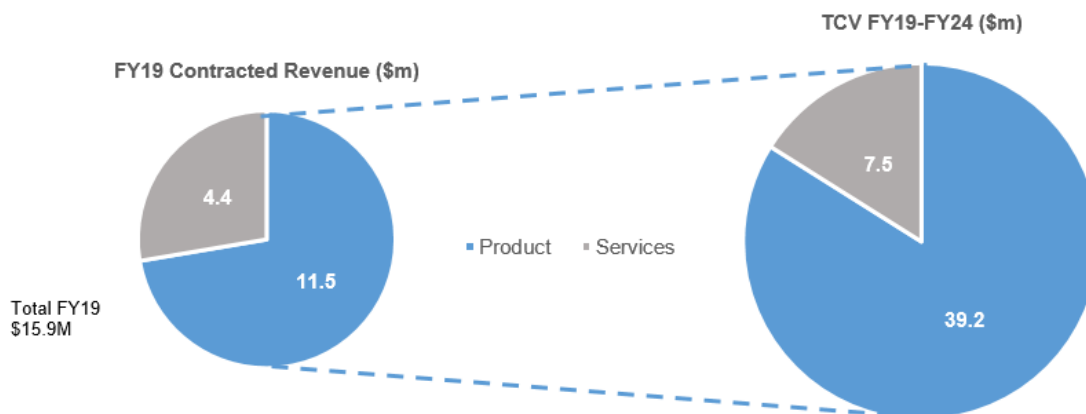 TCV FY19-FY24 ($m)
FY19 Contracted Revenue ($m)
4.4
11.5
Total FY19
$15.9M
Product
Services
7.5
39.2